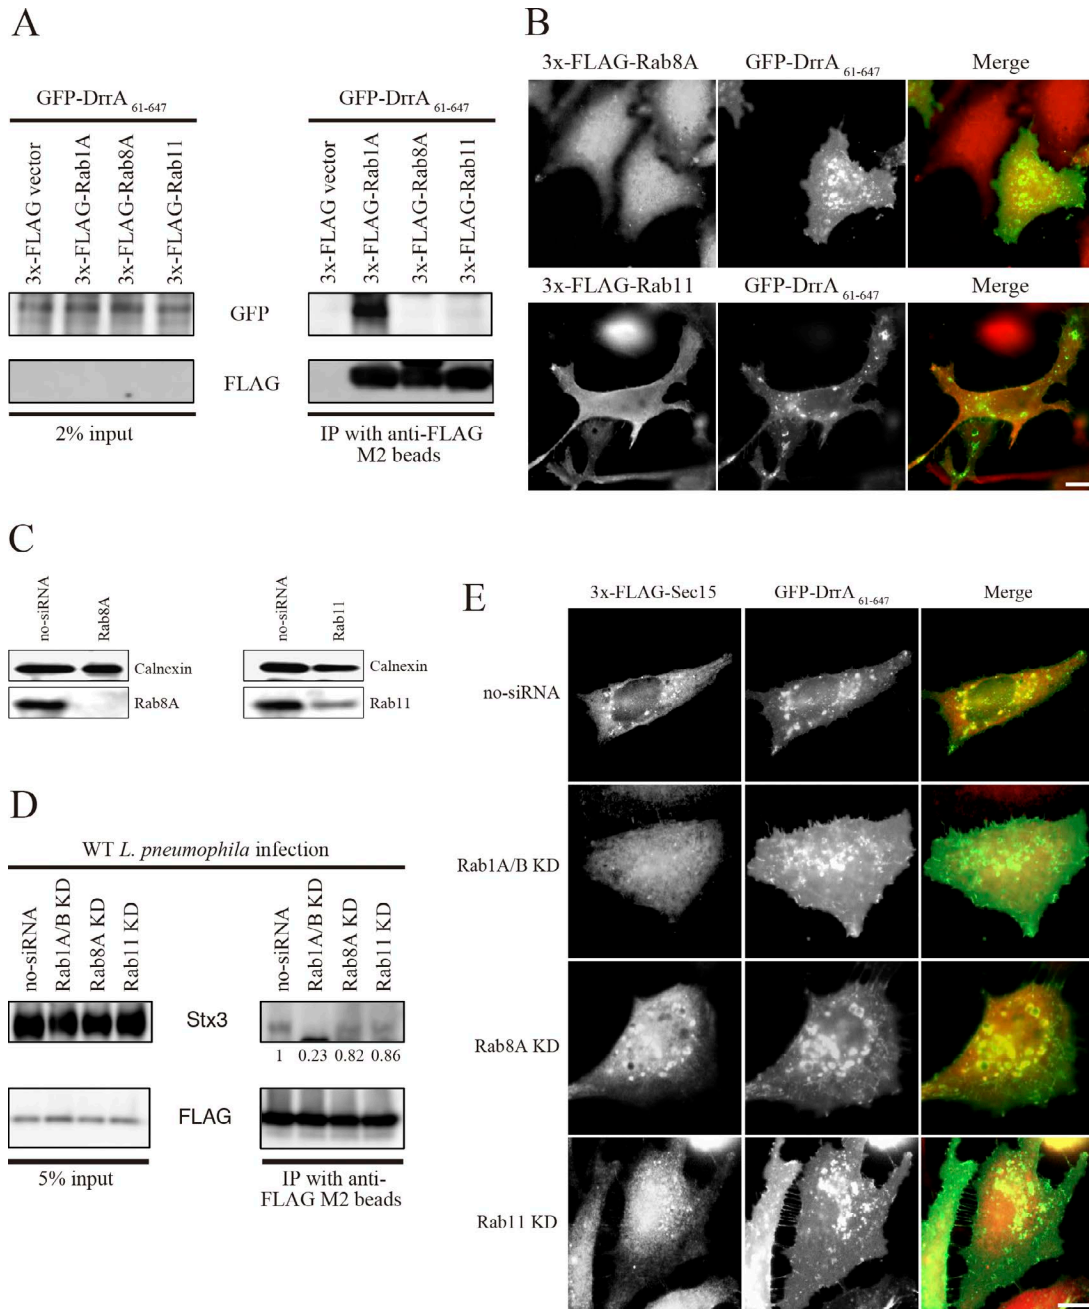 A
GFP-DrrA 61-647
GFP-DrrA 61-647
3x-FLAG vector
3x-FLAG-Rab1A
3x-FLAG-Rab8A
3x-FLAG-Rab11
3x-FLAG vector
3x-FLAG-Rab1A
3x-FLAG-Rab8A
3x-FLAG-Rab11
GFP
FLAG
2% input
IP with anti-FLAG
M2 beads
B
3x-FLAG-Rab8A
GFP-DrrA 61-647
Merge
3x-FLAG-Rab11
GFP-DrrA 61-647
Merge
C
no-siRNA
Rab8A
Calnexin
Rab8A
no-siRNA
Rab11
Calnexin
Rab11
D
WT L. pneumophila infection
no-siRNA
Rab1A/B KD
Rab8A KD
Rab11 KD
no-siRNA
Rab1A/B KD
Rab8A KD
Rab11 KD
Stx3
1 0.23 0.82 0.86
FLAG
5% input
IP with anti-
FLAG M2 beads
E
3x-FLAG-Sec15
GFP-DrrA 61-647
Merge
no-siRNA
Rab1A/B KD
Rab8A KD
Rab11 KD